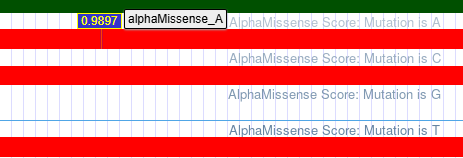 0.9897 alphaMissense_A AlphaMissense Score: Mutation is A
AlphaMissense Score: Mutation is C
AlphaMissense Score: Mutation is G
AlphaMissense Score: Mutation is T